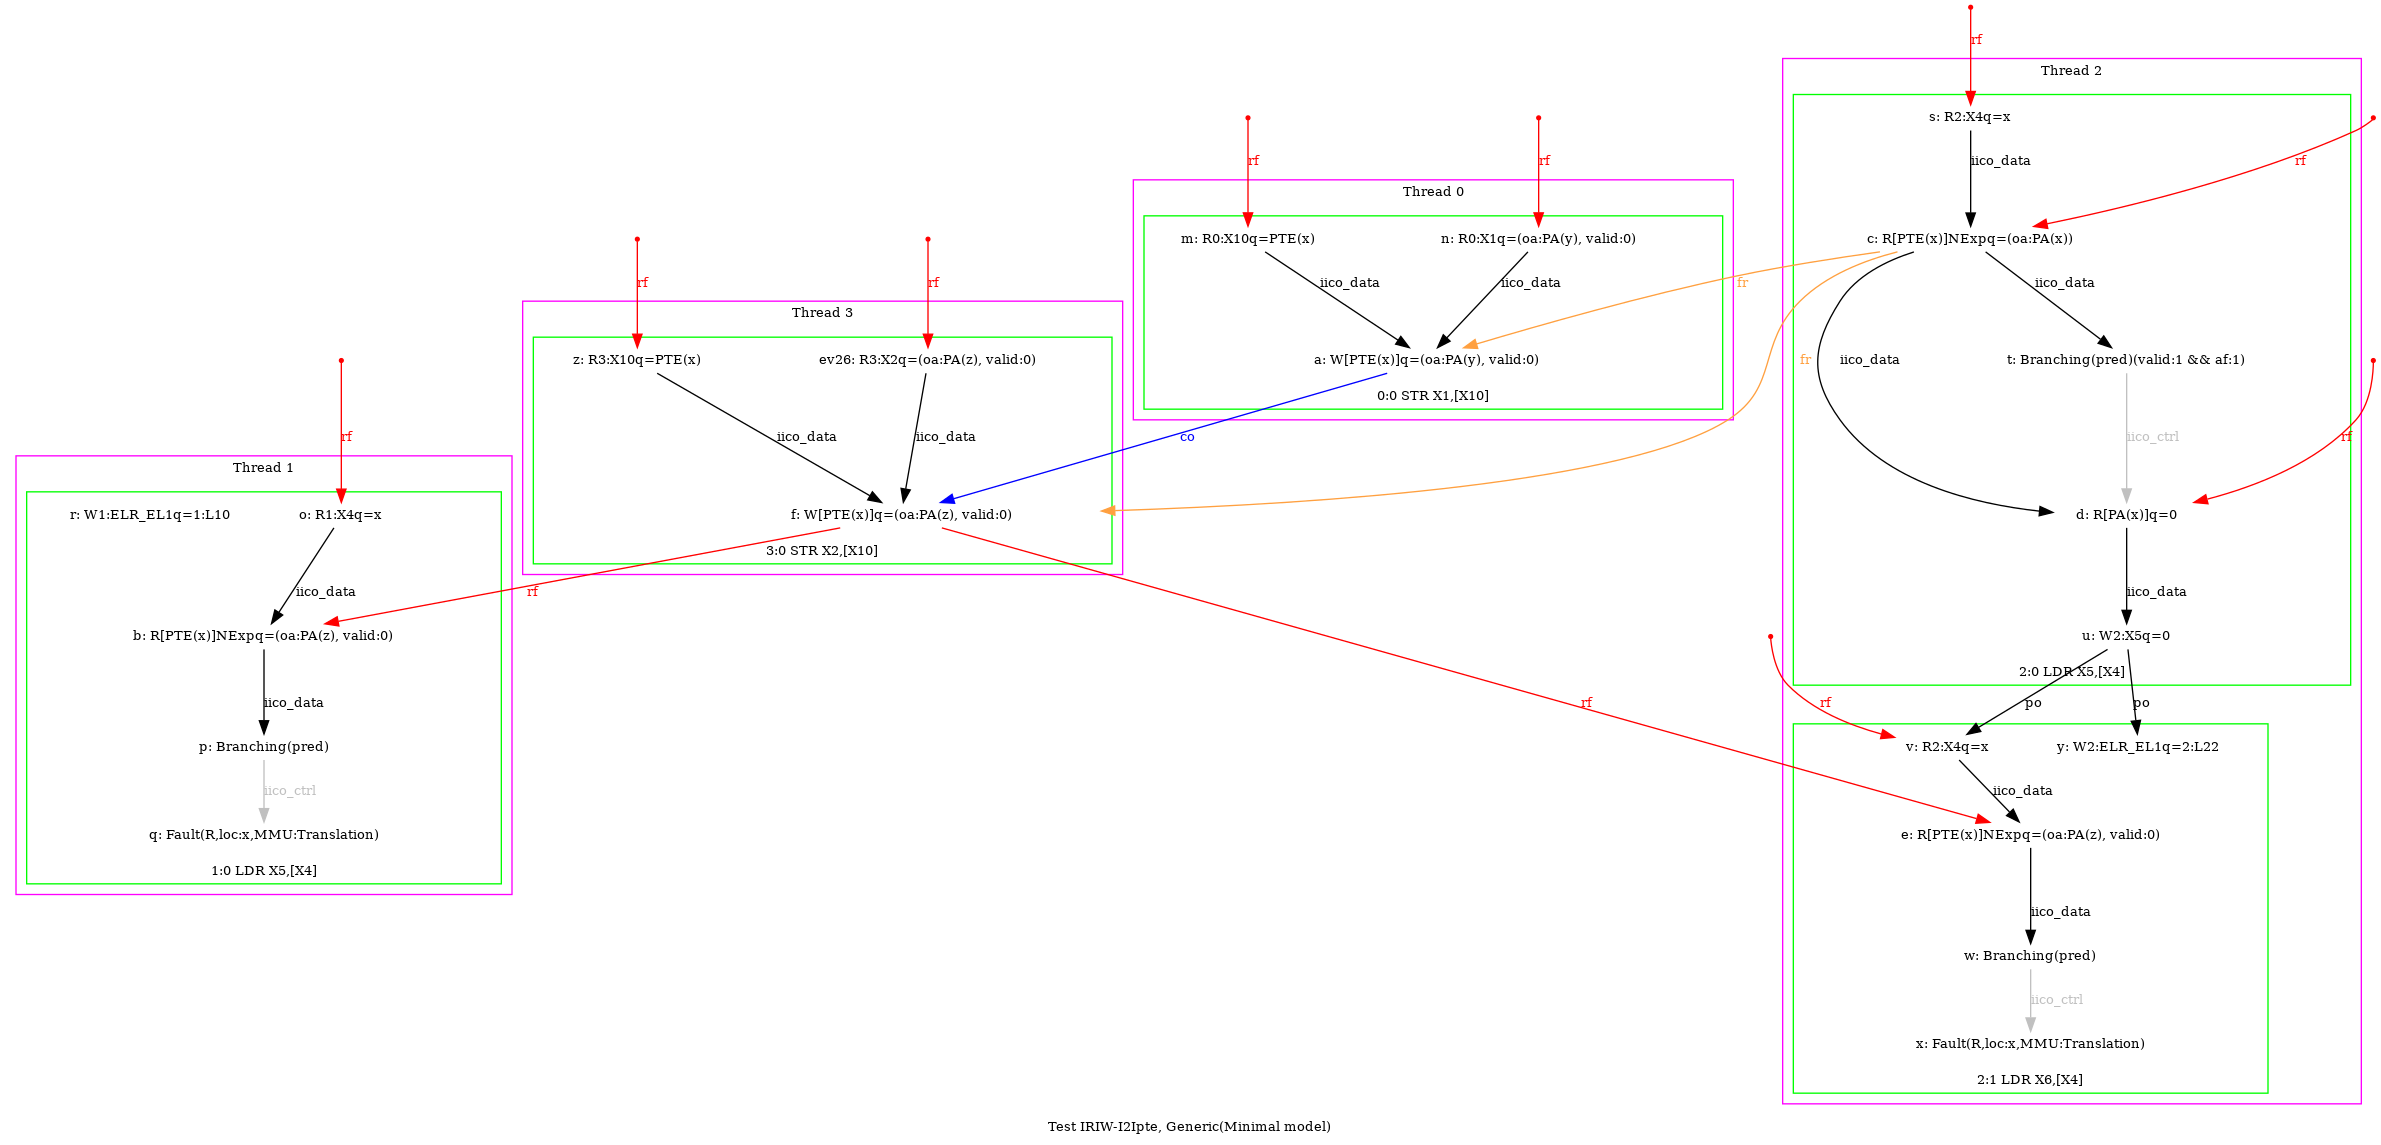 rf
Thread 2
s: R2:X4q=x
rf
rf
iico_data
rf
Thread 0
m: R0:X10q=PTE(x)
n: R0:X1q=(oa:PA(y), valid:0)
c: R[PTE(x)]NExpq=(oa:PA(x))
rf
rf
iico_data
iico_data
fr
iico_data
Thread 3
z: R3:X10q=PTE(x)
ev26: R3:X2q=(oa:PA(z), valid:0)
a: W[PTE(x)]q=(oa:PA(y), valid:0)
fr
iico_data
t: Branching(pred)(valid:1 && af:1)
0:0 STR X1,[X10]
rf
iico_data
iico_data
co
iico_ctrl
rf
Thread 1
r: W1:ELR_EL1q=1:L10
o: R1:X4q=x
f: W[PTE(x)]q=(oa:PA(z), valid:0)
d: R[PA(x)]q=0
3:0 STR X2,[X10]
iico_data
rf
iico_data
b: R[PTE(x)]NExpq=(oa:PA(z), valid:0)
u: W2:X5q=0
2:0 LDR X5,[X4]
iico_data
rf
rf
po
po
p: Branching(pred)
v: R2:X4q=x
y: W2:ELR_EL1q=2:L22
iico_ctrl
iico_data
q: Fault(R,loc:x,MMU:Translation)
e: R[PTE(x)]NExpq=(oa:PA(z), valid:0)
1:0 LDR X5,[X4]
iico_data
w: Branching(pred)
iico_ctrl
x: Fault(R,loc:x,MMU:Translation)
2:1 LDR X6,[X4]
Test IRIW-I2Ipte, Generic(Minimal model)